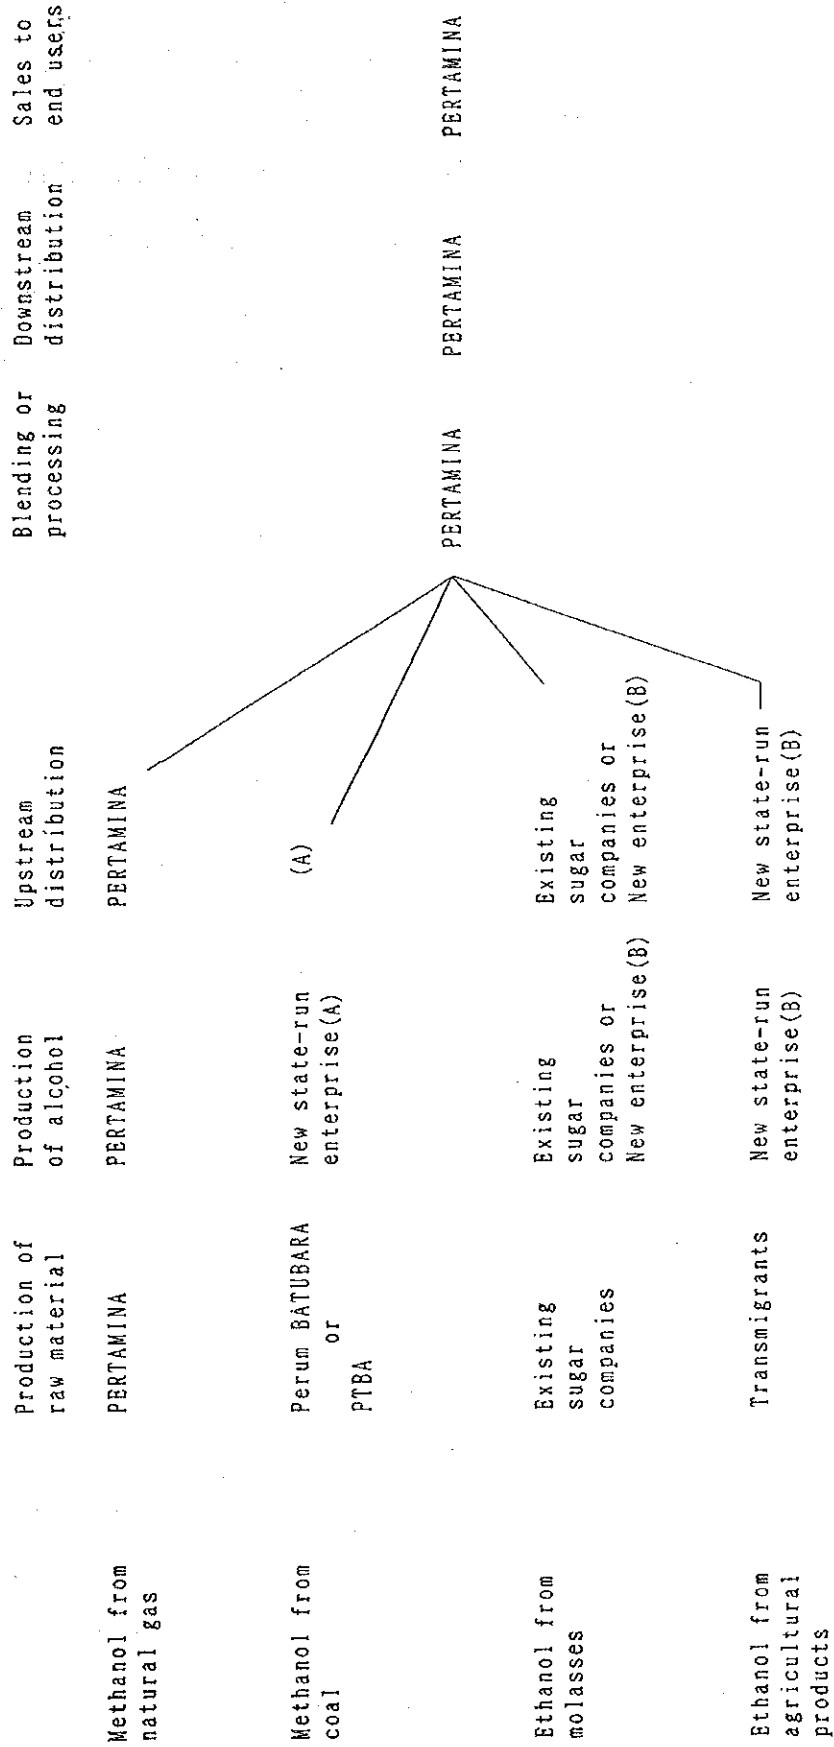 Production of
raw material
Production
of alcohol
Upstream
distribution
Blending or
processing
Downstream
distribution
Sales to
end users
Methanol from
natural gas
PERTAMINA
PERTAMINA
PERTAMINA
Methanol from
coal
Perum BATUBARA
or
PTBA
New state-run
enterprise(A)
(A)
PERTAMINA
PERTAMINA
PERTAMINA
Ethanol from
molasses
Existing
sugar
companies
Existing
sugar
companies or
New enterprise(B)
Existing
sugar
companies or
New enterprise(B)
Ethanol from
agricultural
products
Transmigrants
New state-run
enterprise(B)
New state-run
enterprise(B)